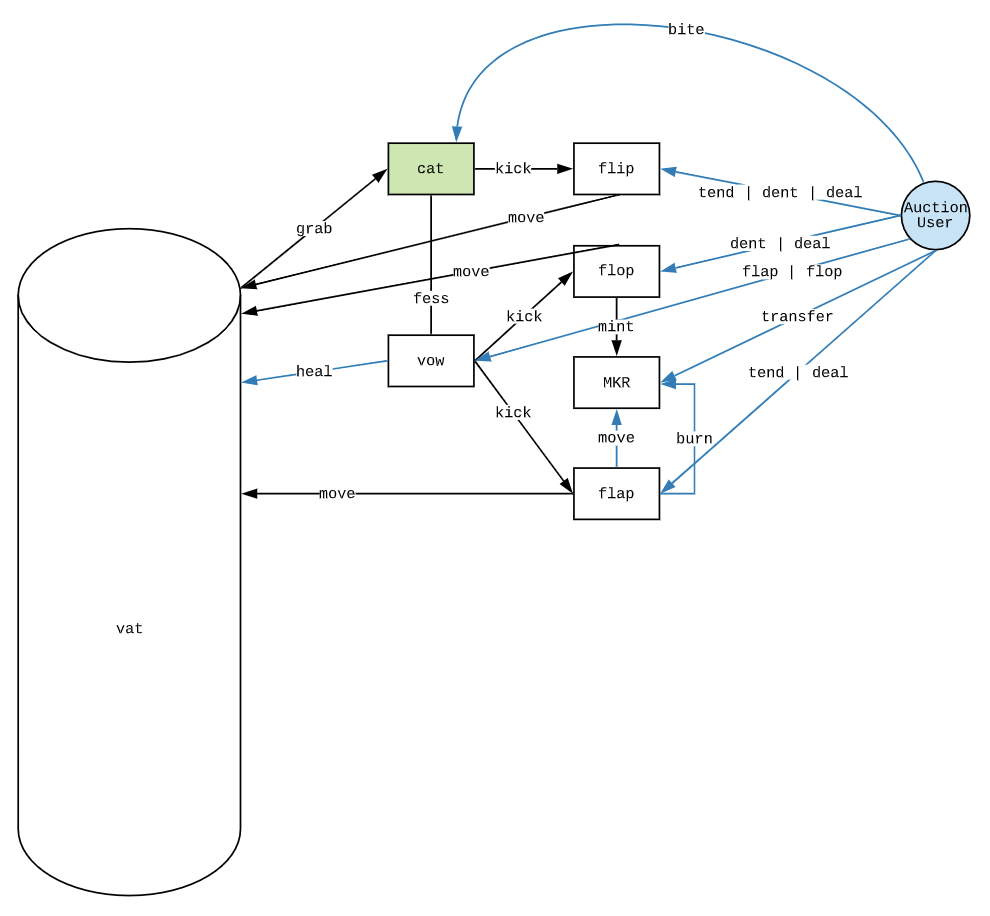 bite
cat
kick
flip
tend | dent | deal
Auction
User
grab
move
dent | deal
move
flop
flap | flop
fess
kick
mint
transfer
vow
heal
MKR
tend | deal
kick
move
burn
move
flap
vat